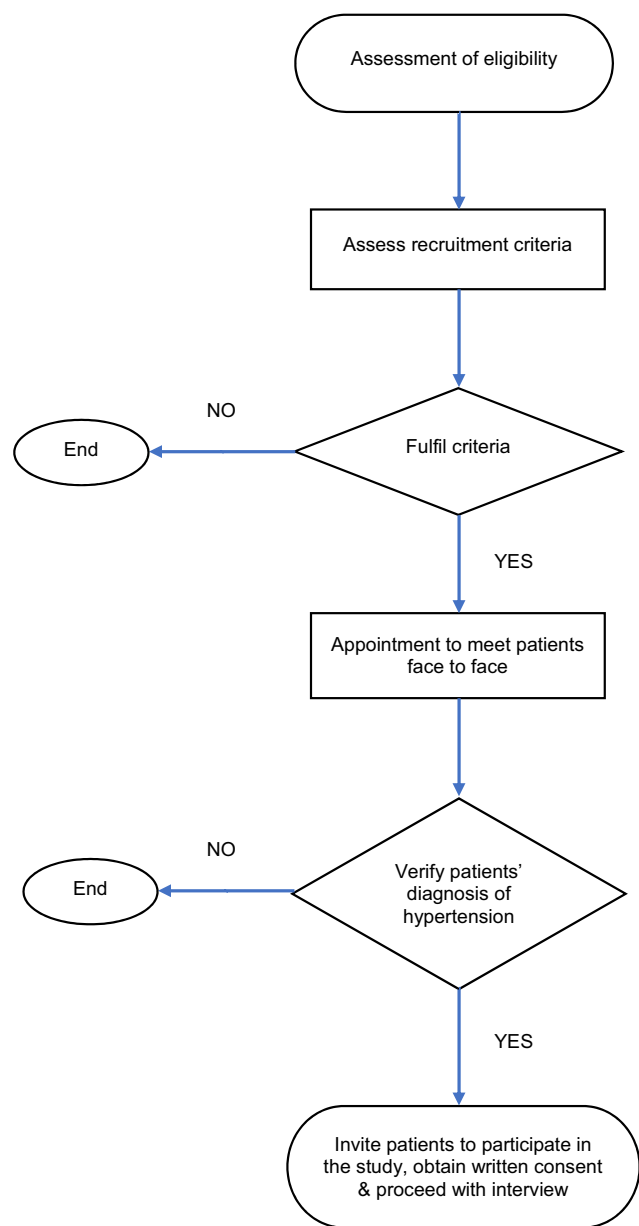 Assessment of eligibility
Assess recruitment criteria
NO
End
Fulfil criteria
YES
Appointment to meet patients
face to face
NO
End
Verify patients’
diagnosis of
hypertension
YES
Invite patients to participate in
the study, obtain written consent
& proceed with interview